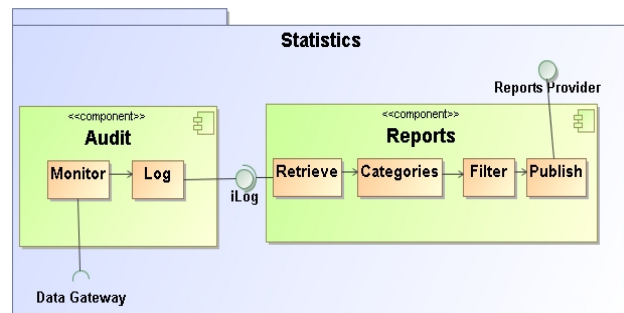 Statistics
Reports Provider
<<component>>
Audit
Monitor
Log
iLog
<<component>>
Reports
Retrieve
Categories
Filter
Publish
Data Gateway